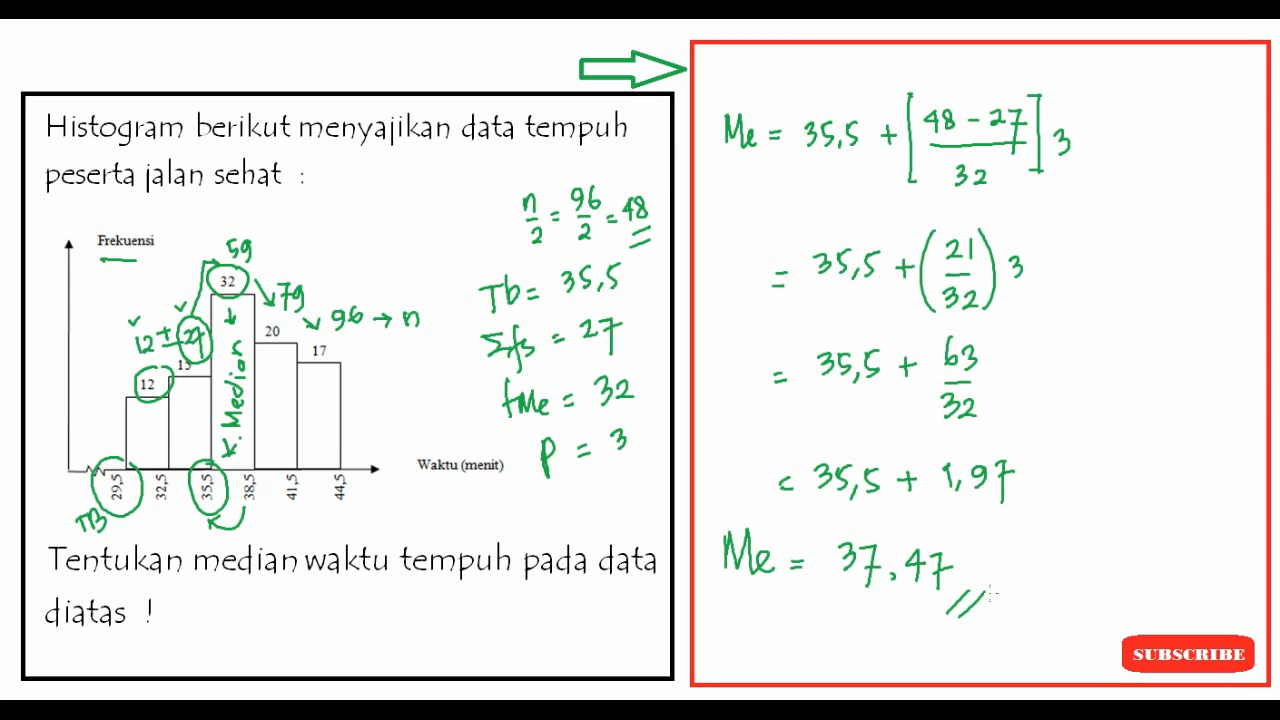 Histogram berikut menyajikan data tempuh
peserta jalan sehat :
n/2 = 96/2 = 48
Tb = 35,5
Σfs = 27
fMe = 32
p = 3
Frekuensi
59
32
79
96 → n
12 + 27
20
17
15
12
Median
Waktu (menit)
29,5 32,5 35,5 38,5 41,5 44,5
TB
Tentukan median waktu tempuh pada data
diatas !
Me = 35,5 + [48 - 27 / 32] 3
= 35,5 + (21/32) 3
= 35,5 + 63/32
= 35,5 + 1,97
Me = 37.47
SUBSCRIBE